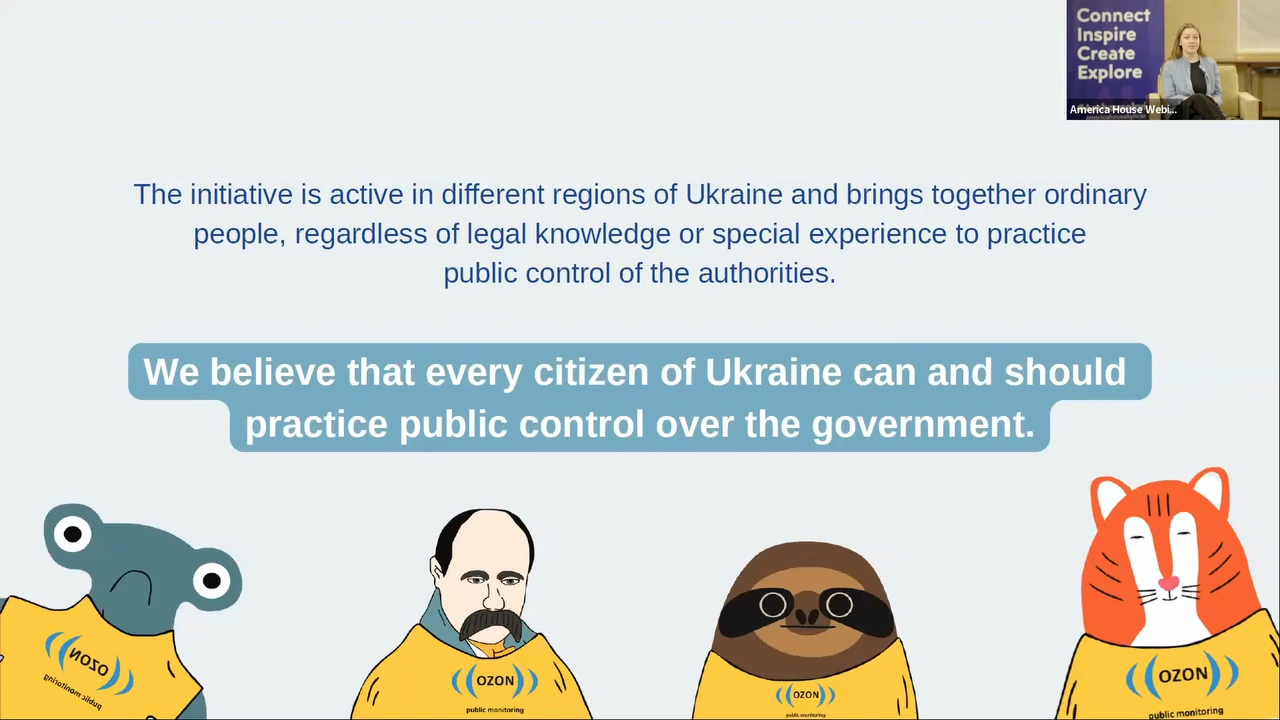 Connect
Inspire
Create
Explore
America House Webi...
The initiative is active in different regions of Ukraine and brings together ordinary
people, regardless of legal knowledge or special experience to practice
public control of the authorities.
We believe that every citizen of Ukraine can and should
practice public control over the government.
OZON
public monitoring
OZON
public monitoring
OZON
public monitoring
OZON
public monitoring